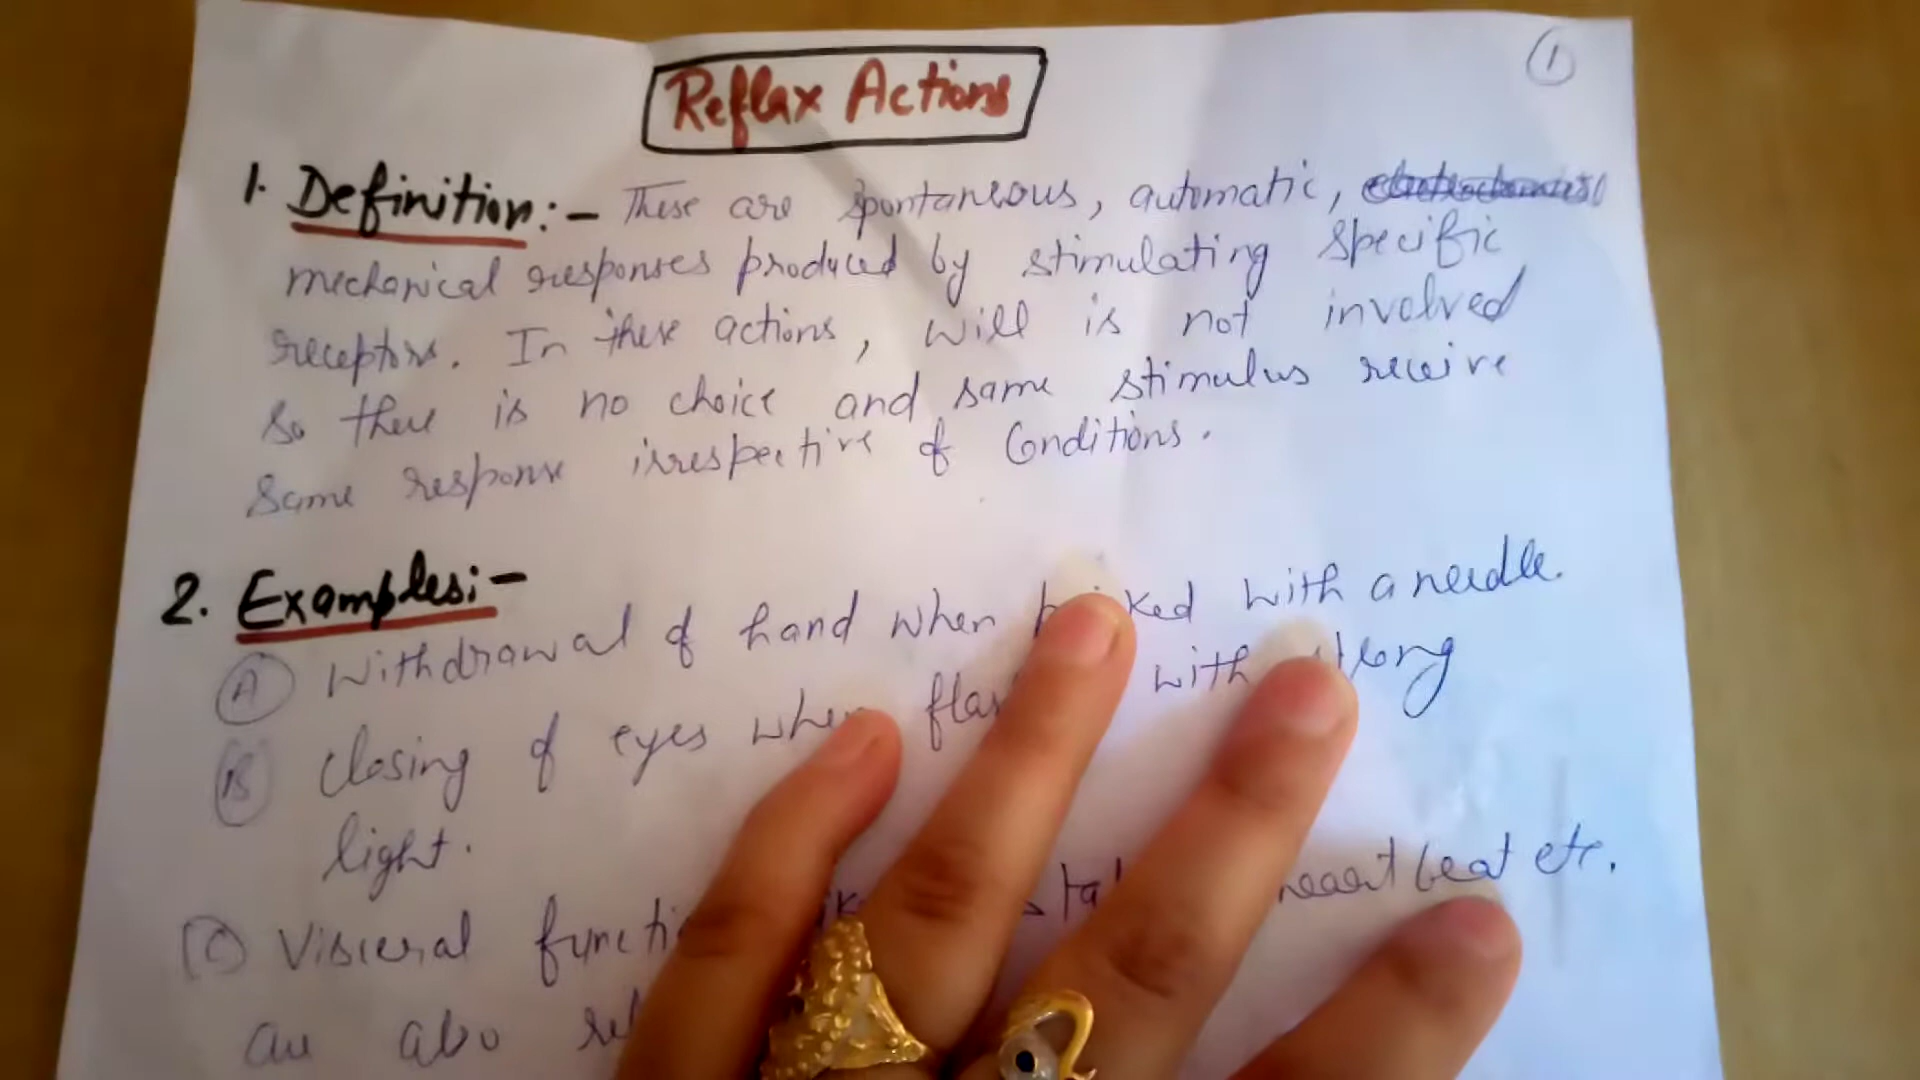 1
Reflax Actions
1. Definition:- These are spontaneous, automatic,
mechanical responses produced by stimulating specific
receptors. In these actions, will is not involved
So there is no choice and same stimulus receive
Same response irrespective of Conditions.
2. Examples:-
A Withdrawal of hand when with a needle.
B Closing of eyes when with
light.
C Visceral heart beat etc.
are also